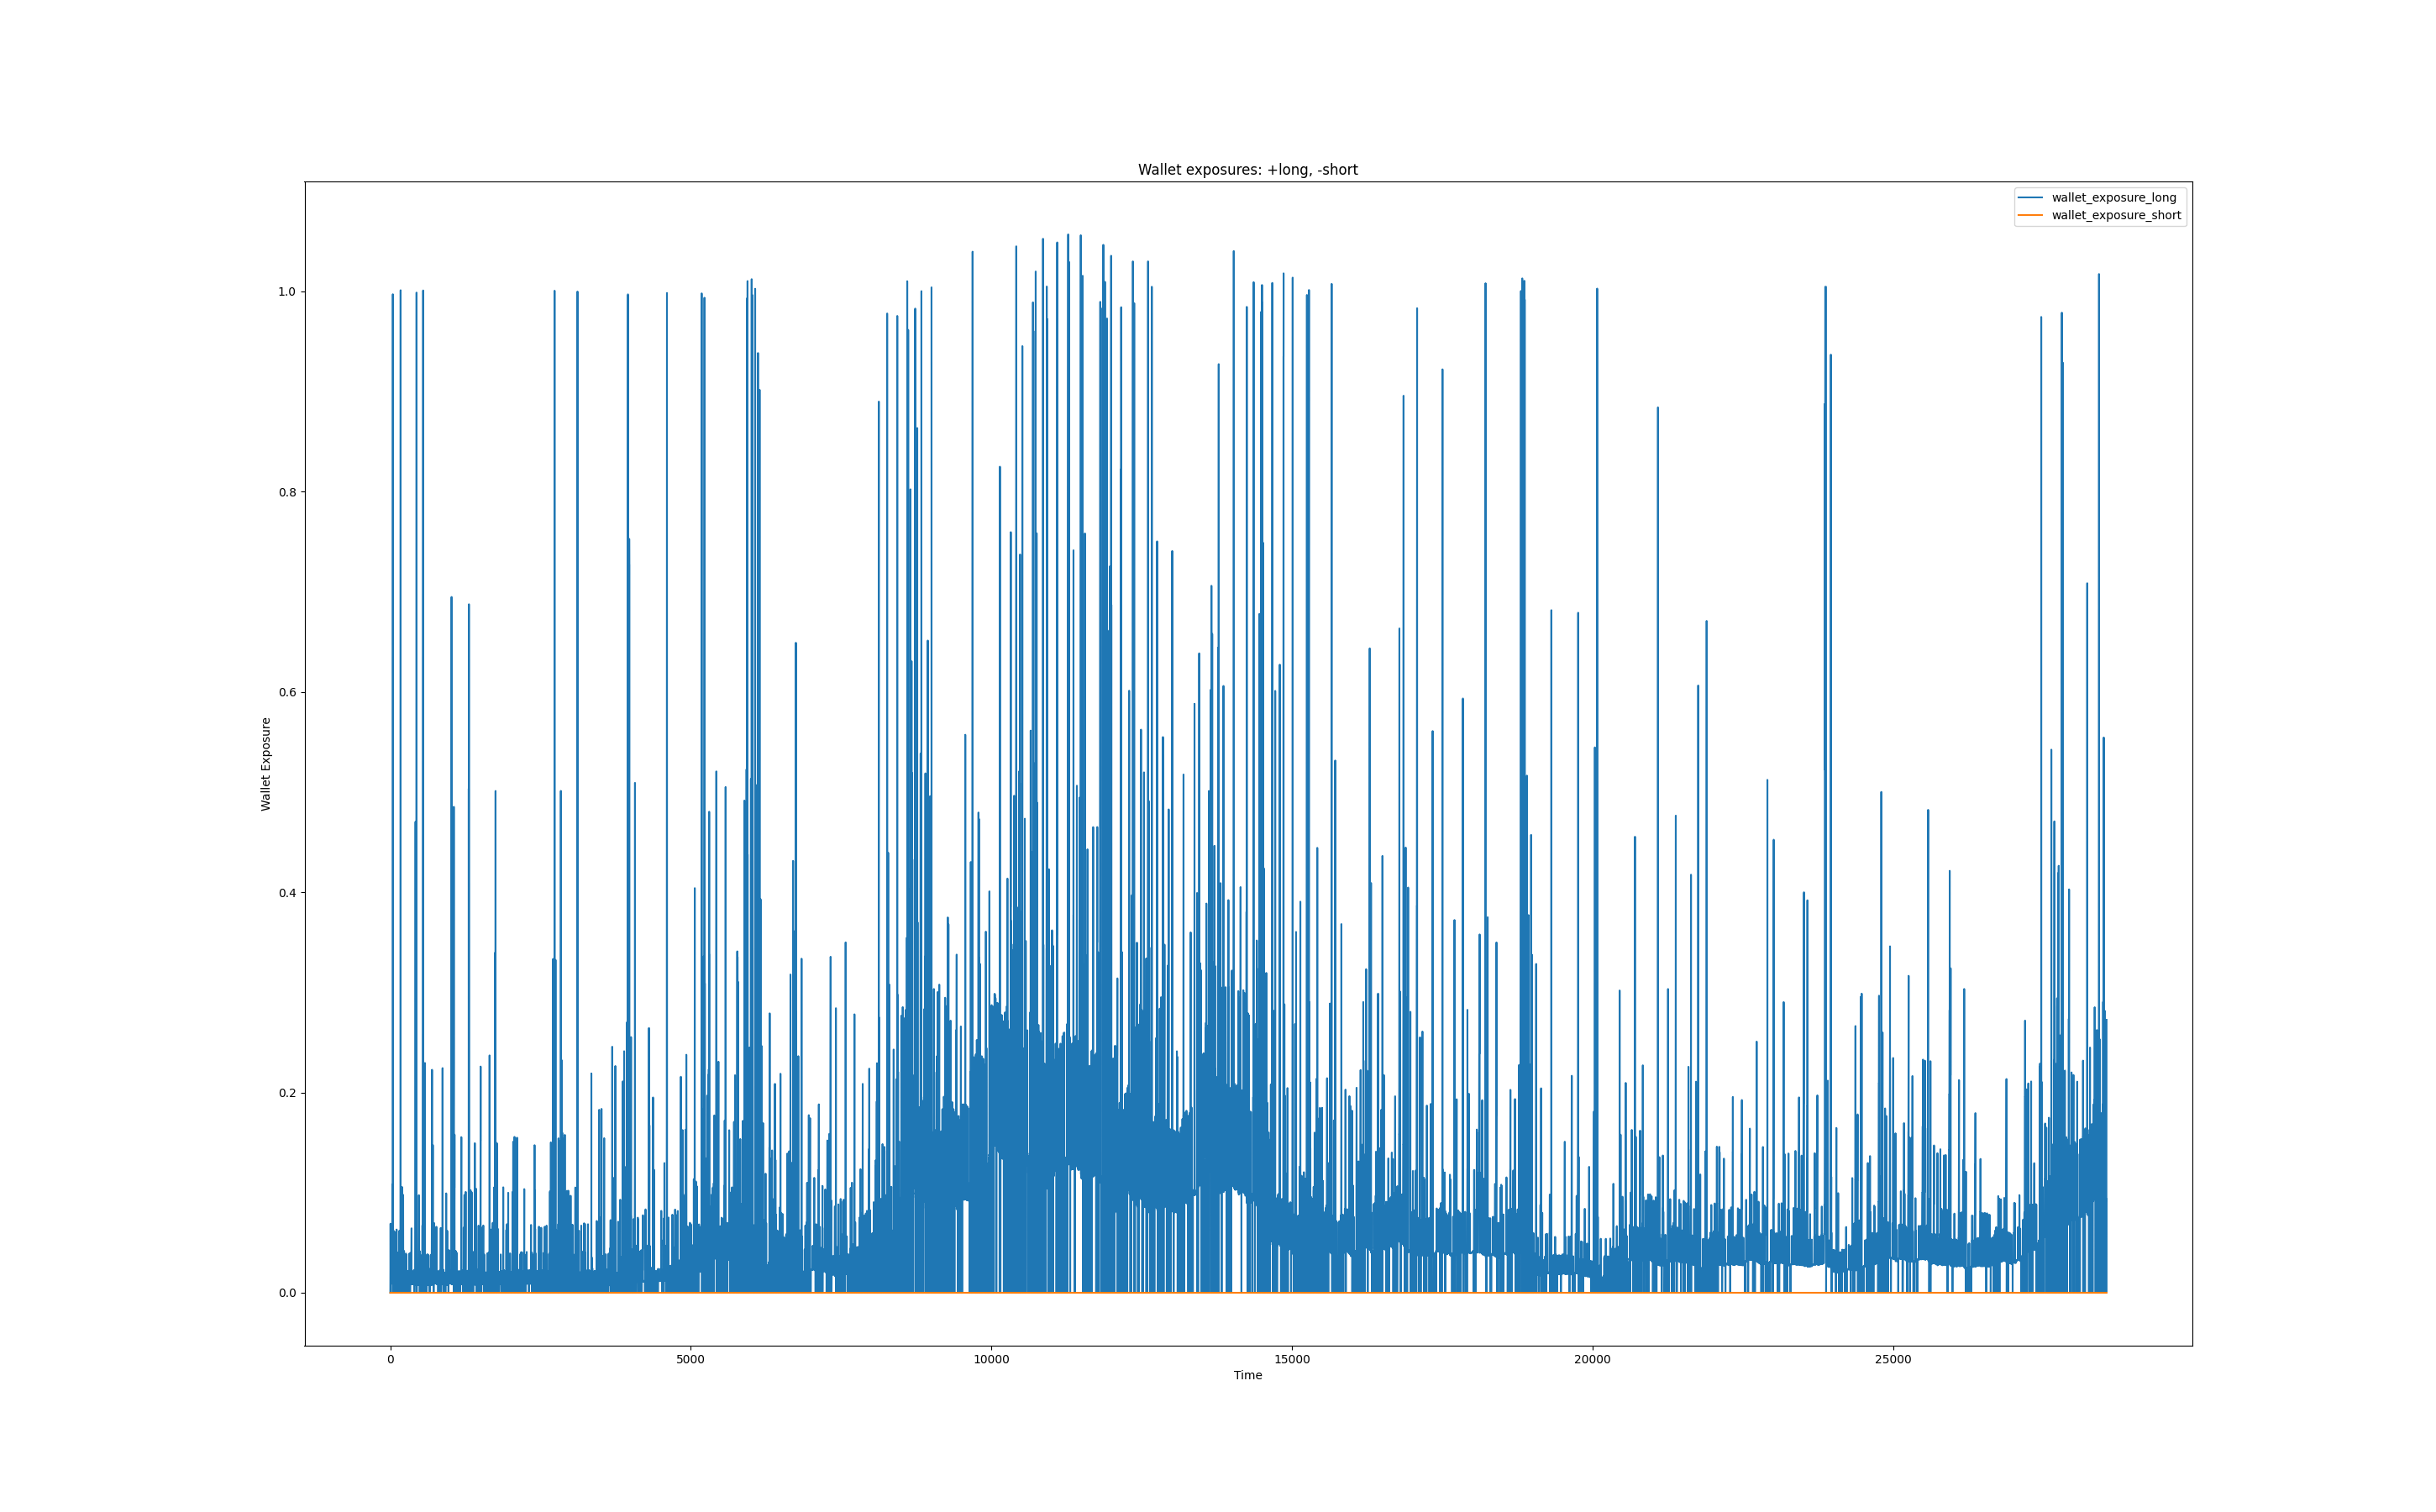 Wallet exposures: +long, -short
wallet_exposure_long
wallet_exposure_short
1.0
0.8
0.6
0.4
0.2
0.0
Wallet Exposure
0 5000 10000 15000 20000 25000
Time